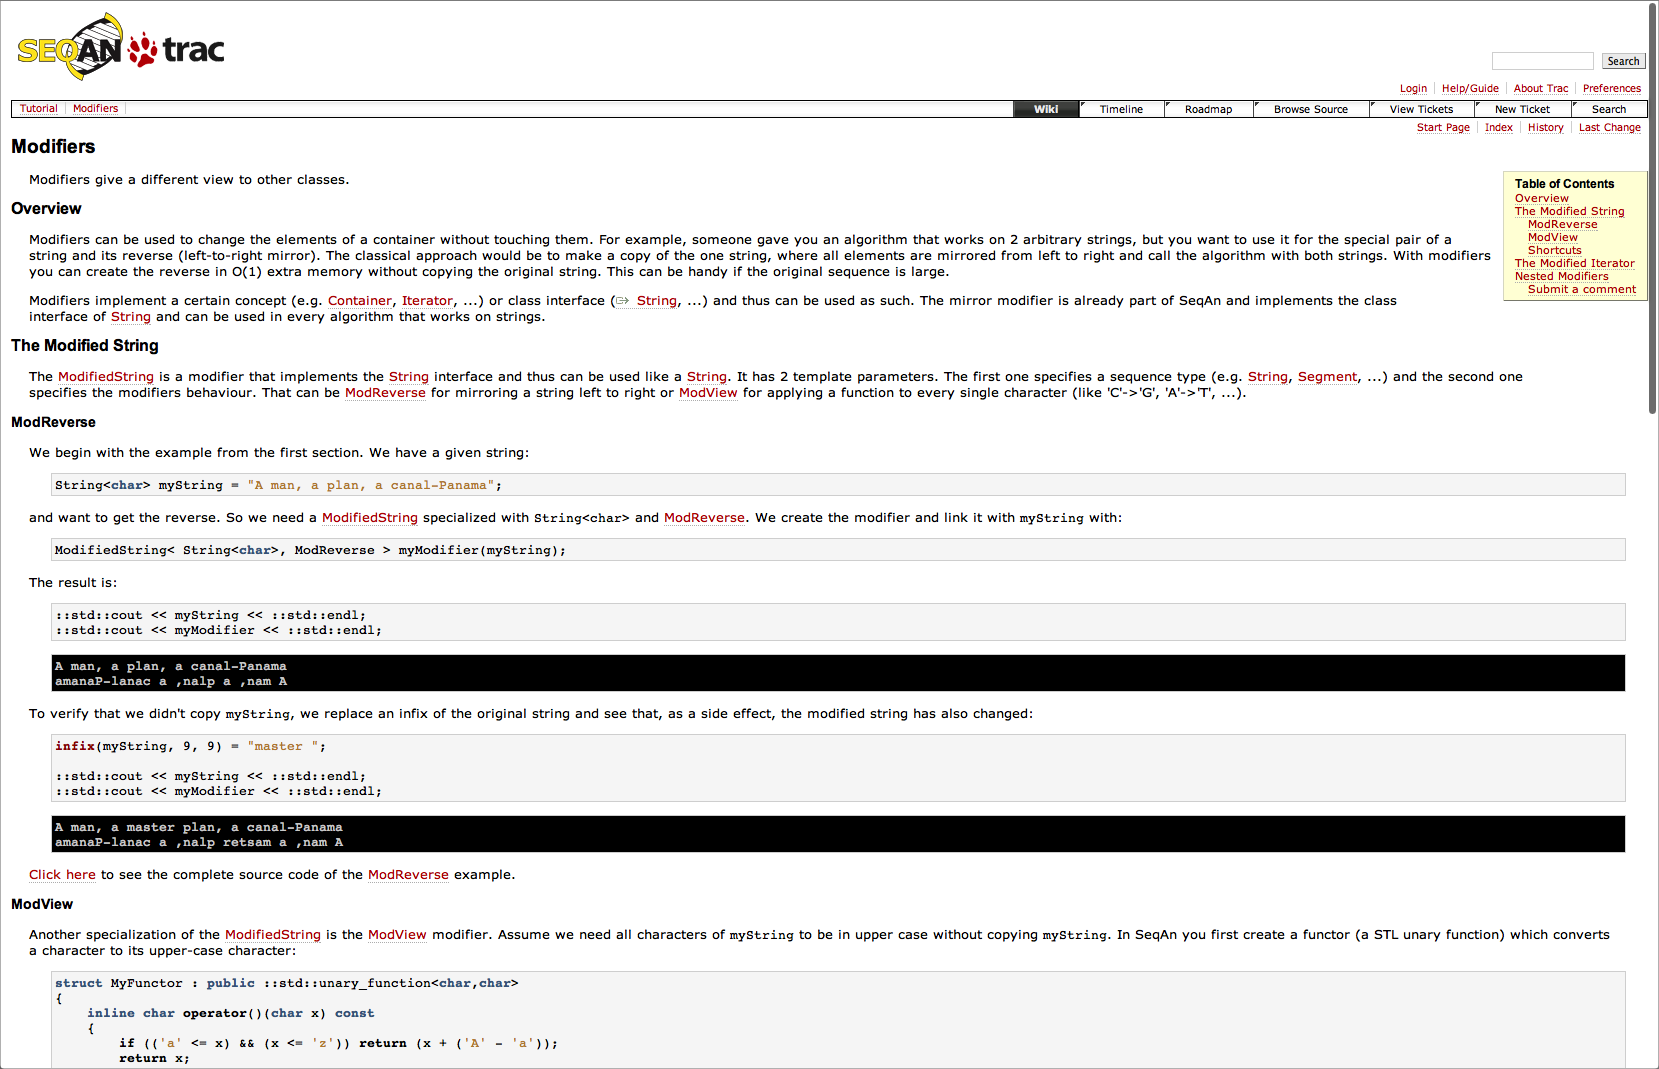 SEQAN trac
Search
Login Help/Guide About Trac Preferences
Tutorial Modifiers Wiki Timeline Roadmap Browse Source View Tickets New Ticket Search
Start Page Index History Last Change
Modifiers
Modifiers give a different view to other classes.
Table of Contents
Overview
The Modified String
ModReverse
ModView
Shortcuts
The Modified Iterator
Nested Modifiers
Submit a comment
Overview
Modifiers can be used to change the elements of a container without touching them. For example, someone gave you an algorithm that works on 2 arbitrary strings, but you want to use it for the special pair of a
string and its reverse (left-to-right mirror). The classical approach would be to make a copy of the one string, where all elements are mirrored from left to right and call the algorithm with both strings. With modifiers
you can create the reverse in O(1) extra memory without copying the original string. This can be handy if the original sequence is large.
Modifiers implement a certain concept (e.g. Container, Iterator, ...) or class interface (String, ...) and thus can be used as such. The mirror modifier is already part of SeqAn and implements the class
interface of String and can be used in every algorithm that works on strings.
The Modified String
The ModifiedString is a modifier that implements the String interface and thus can be used like a String. It has 2 template parameters. The first one specifies a sequence type (e.g. String, Segment, ...) and the second one
specifies the modifiers behaviour. That can be ModReverse for mirroring a string left to right or ModView for applying a function to every single character (like 'C'->'G', 'A'->'T', ...).
ModReverse
We begin with the example from the first section. We have a given string:
String<char> myString = "A man, a plan, a canal-Panama";
and want to get the reverse. So we need a ModifiedString specialized with String<char> and ModReverse. We create the modifier and link it with myString with:
ModifiedString< String<char>, ModReverse > myModifier(myString);
The result is:
::std::cout << myString << ::std::endl;
::std::cout << myModifier << ::std::endl;
A man, a plan, a canal-Panama
amanaP-lanac a ,nalp a ,nam A
To verify that we didn't copy myString, we replace an infix of the original string and see that, as a side effect, the modified string has also changed:
infix(myString, 9, 9) = "master ";
::std::cout << myString << ::std::endl;
::std::cout << myModifier << ::std::endl;
A man, a master plan, a canal-Panama
amanaP-lanac a ,nalp retsam a ,nam A
Click here to see the complete source code of the ModReverse example.
ModView
Another specialization of the ModifiedString is the ModView modifier. Assume we need all characters of myString to be in upper case without copying myString. In SeqAn you first create a functor (a STL unary function) which converts
a character to its upper-case character:
struct MyFunctor : public ::std::unary_function<char,char>
{
inline char operator()(char x) const
{
if (('a' <= x) && (x <= 'z')) return (x + ('A' - 'a'));
return x;